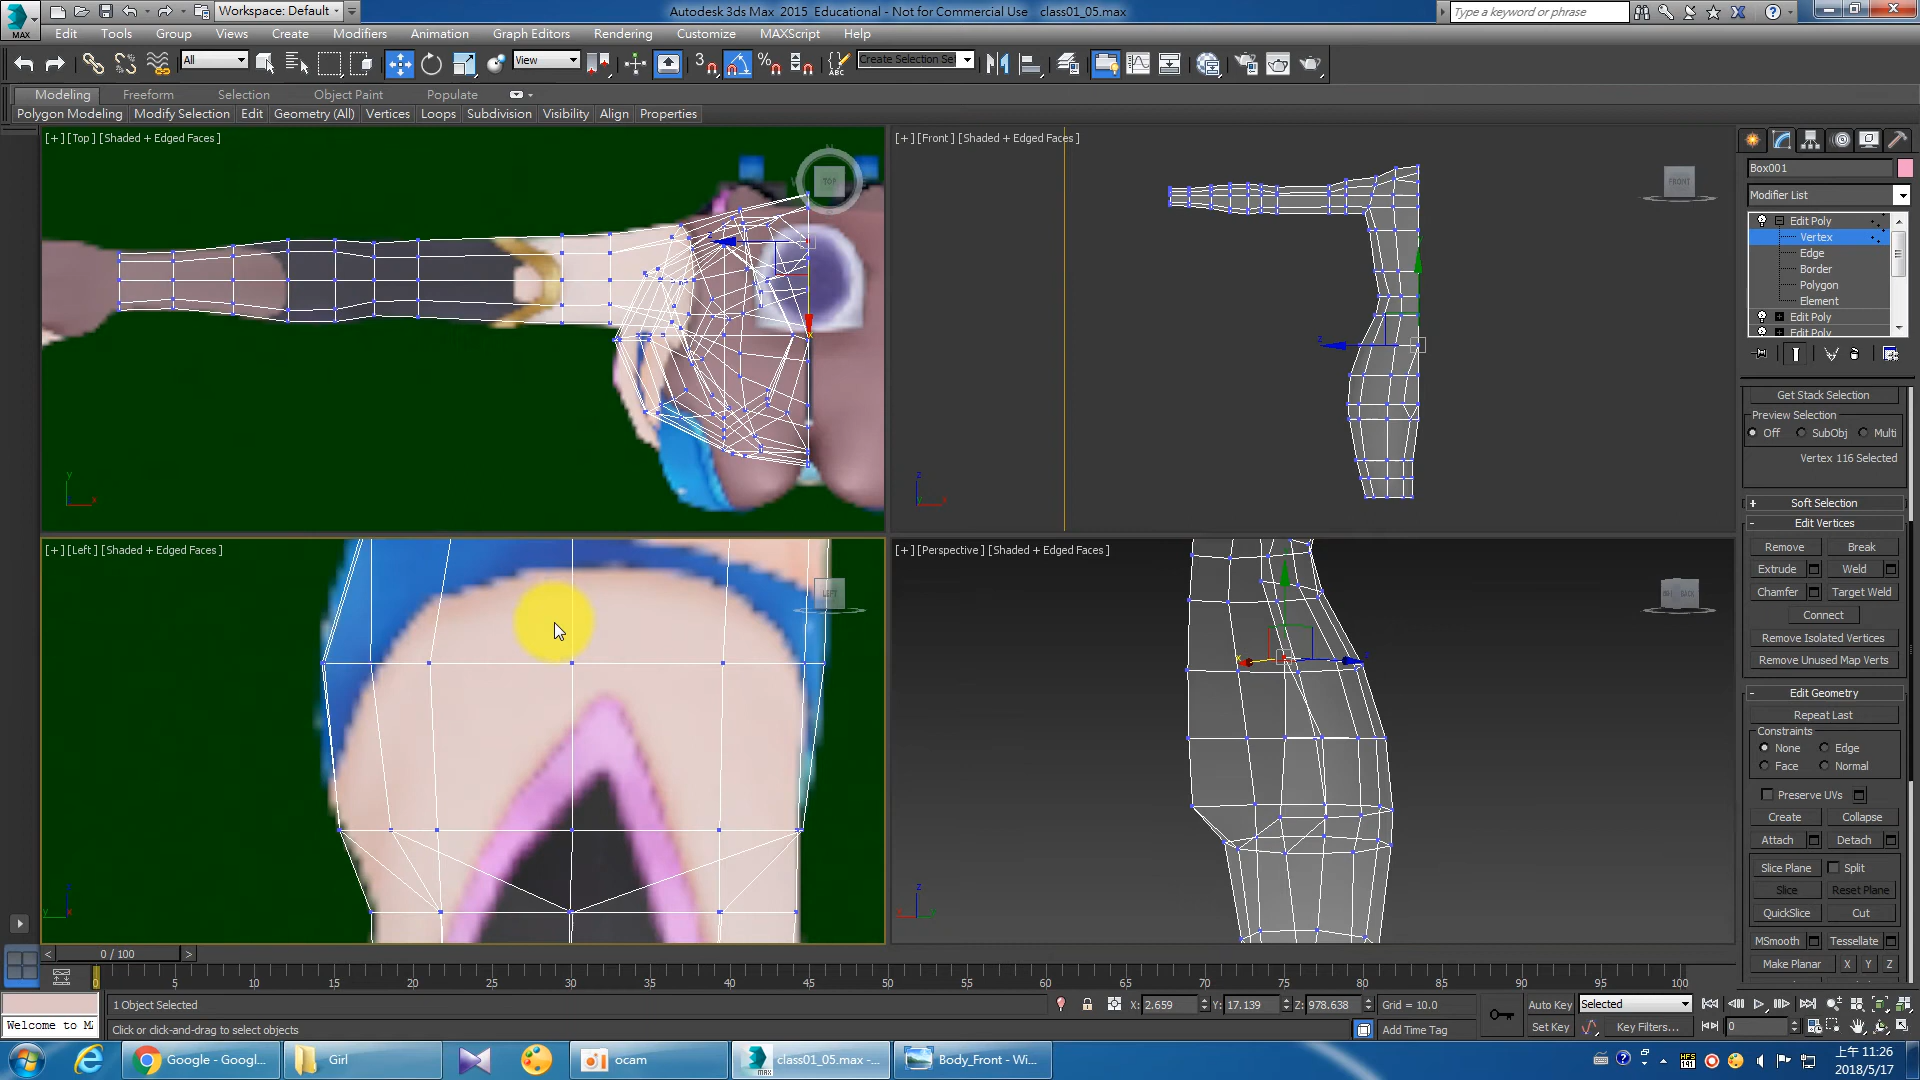 MAX
Workspace: Default
Autodesk 3ds Max 2015 Educational - Not for Commercial Use class01_05.max
Type a keyword or phrase
Edit Tools Group Views Create Modifiers Animation Graph Editors Rendering Customize MAXScript Help
All
View
3
Create Selection Se
Modeling Freeform Selection Object Paint Populate
Polygon Modeling Modify Selection Edit Geometry (All) Vertices Loops Subdivision Visibility Align Properties
[+][Top][Shaded + Edged Faces]
[+][Front][Shaded + Edged Faces]
TOP
FRONT
Box001
Modifier List
Edit Poly
Vertex
Edge
Border
Polygon
Element
Edit Poly
Edit Poly
Get Stack Selection
Preview Selection
Off SubObj Multi
Vertex 116 Selected
+ Soft Selection
- Edit Vertices
Remove Break
Extrude Weld
Chamfer Target Weld
Connect
Remove Isolated Vertices
Remove Unused Map Verts
- Edit Geometry
Repeat Last
Constraints
None Edge
Face Normal
Preserve UVs
Create Collapse
Attach Detach
Slice Plane Split
Slice Reset Plane
QuickSlice Cut
MSmooth Tessellate
Make Planar X Y Z
[+][Left][Shaded + Edged Faces]
[+][Perspective][Shaded + Edged Faces]
LEFT
< 0 / 100 >
0 5 10 15 20 25 30 35 40 45 50 55 60 65 70 75 80 85 90 95 100
1 Object Selected
X: 2.659 Y: 17.139 Z: 978.638 Grid = 10.0
Auto Key Selected
Welcome to M
Click or click-and-drag to select objects
Add Time Tag
Set Key Key Filters... 0
Google - Googl...
Girl
ocam
class01_05.max -...
Body_Front - Wi...
上午 11:26
2018/5/17